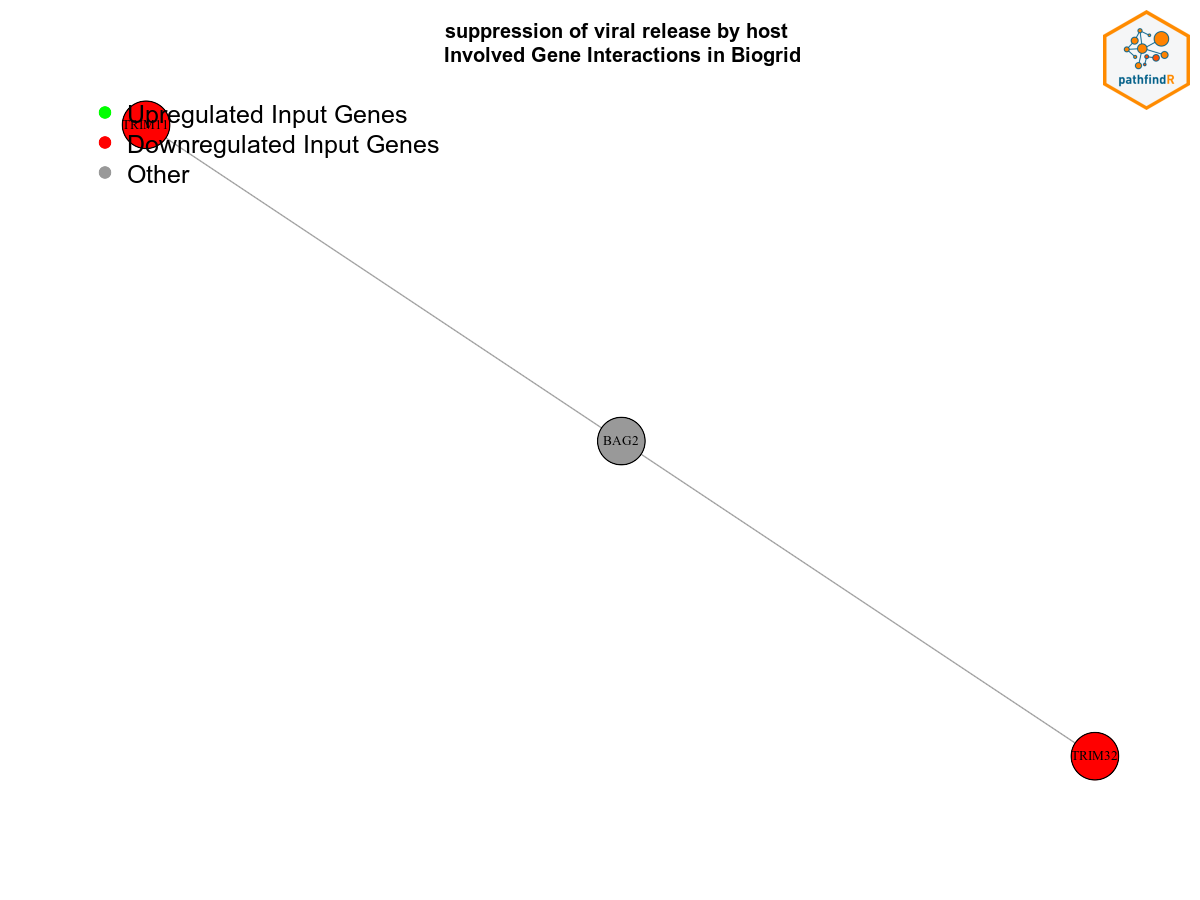 suppression of viral release by host
Involved Gene Interactions in Biogrid
pathfindR
Upregulated Input Genes
TRIM11
Downregulated Input Genes
Other
BAG2
TRIM32